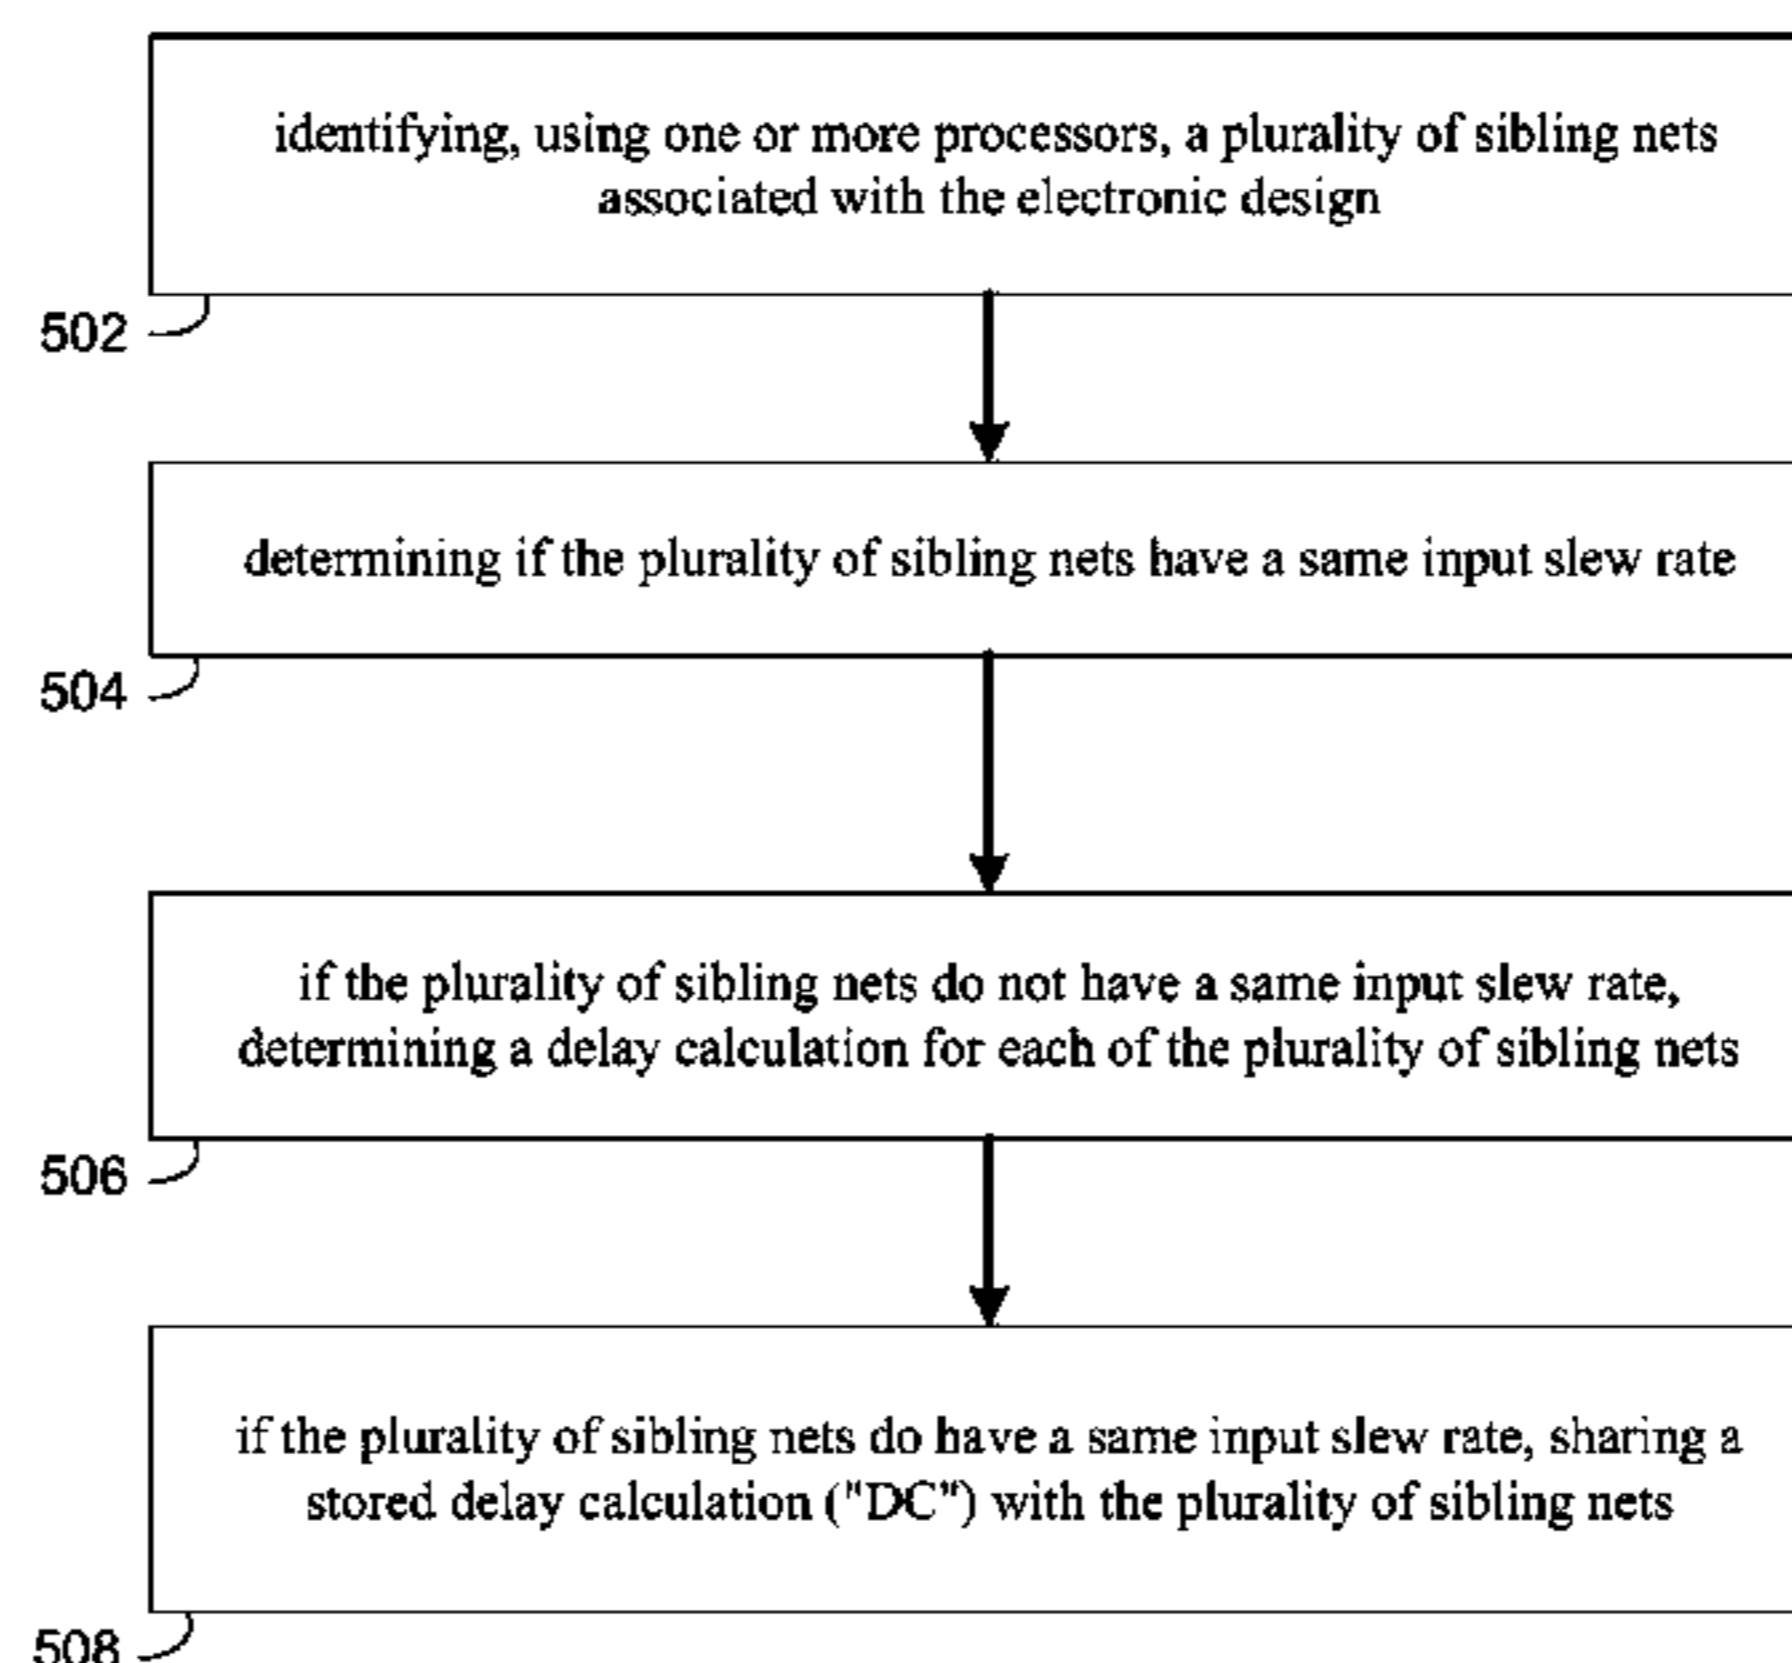 identifying, using one or more processors, a plurality of sibling nets
associated with the electronic design
502
determining if the plurality of sibling nets have a same input slew rate
504
if the plurality of sibling nets do not have a same input slew rate,
determining a delay calculation for each of the plurality of sibling nets
506
if the plurality of sibling nets do have a same input slew rate, sharing a
stored delay calculation ("DC") with the plurality of sibling nets
508